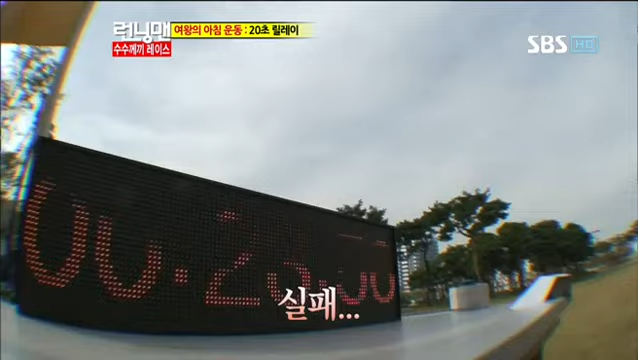 런닝맨
수수께끼 레이스
여왕의 아침 운동 : 20초 릴레이
SBS HD
실패...